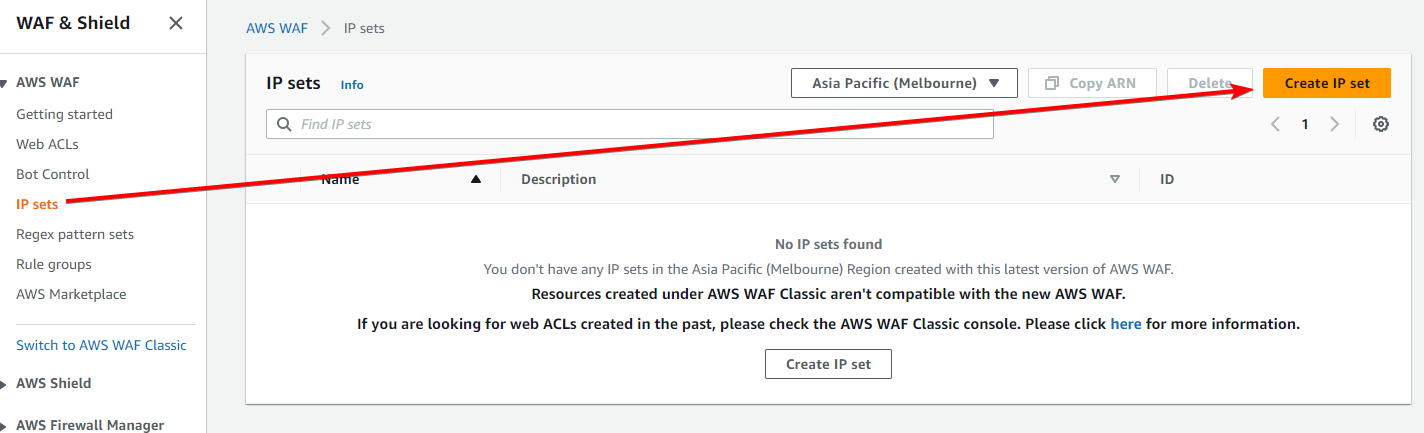 WAF & Shield
AWS WAF
Getting started
Web ACLs
Bot Control
IP sets
Regex pattern sets
Rule groups
AWS Marketplace
Switch to AWS WAF Classic
AWS Shield
AWS Firewall Manager
AWS WAF > IP sets
IP sets Info Asia Pacific (Melbourne) Copy ARN Delete Create IP set
Find IP sets 1
Name Description ID
No IP sets found
You don't have any IP sets in the Asia Pacific (Melbourne) Region created with this latest version of AWS WAF.
Resources created under AWS WAF Classic aren't compatible with the new AWS WAF.
If you are looking for web ACLs created in the past, please check the AWS WAF Classic console. Please click here for more information.
Create IP set